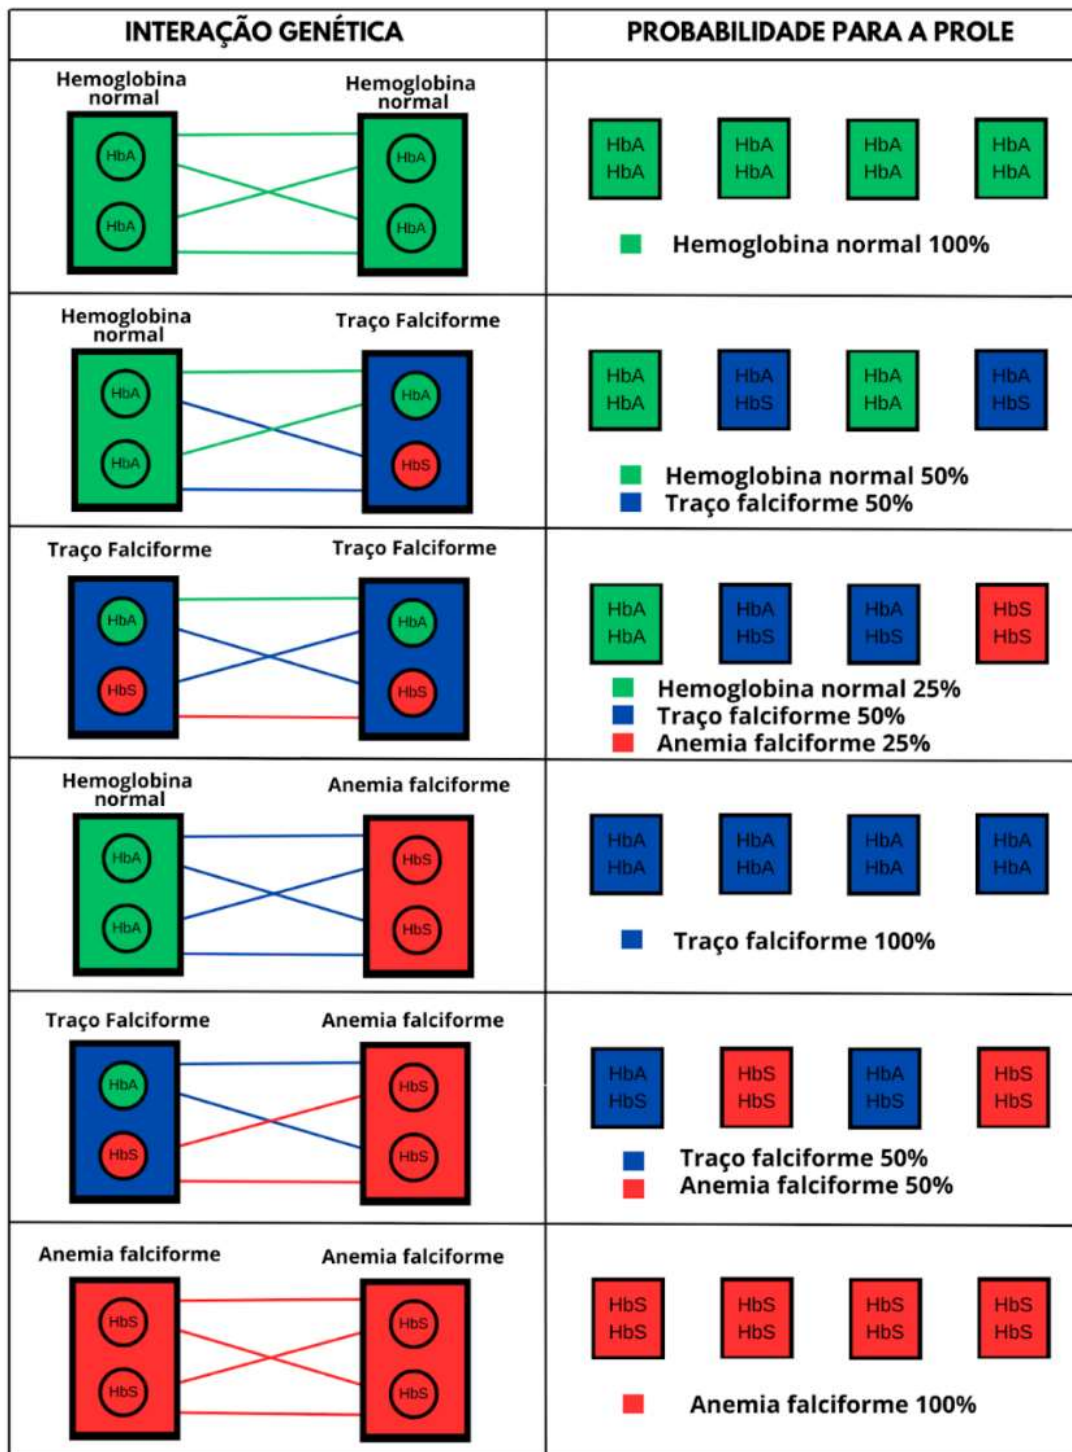 INTERAÇÃO GENÉTICA
PROBABILIDADE PARA A PROLE
Hemoglobina
normal
Hemoglobina
normal
HbA
HbA
HbA
HbA
HbA HbA HbA HbA
HbA HbA HbA HbA
Hemoglobina normal 100%
Hemoglobina
normal
Traço Falciforme
HbA
HbA
HbA
HbS
HbA HbA HbA HbA
HbA HbS HbA HbS
Hemoglobina normal 50%
Traço falciforme 50%
Traço Falciforme
Traço Falciforme
HbA
HbS
HbA
HbS
HbA HbA HbA HbS
HbA HbS HbS HbS
Hemoglobina normal 25%
Traço falciforme 50%
Anemia falciforme 25%
Hemoglobina
normal
Anemia falciforme
HbA
HbA
HbS
HbS
HbA HbA HbA HbA
HbA HbA HbA HbA
Traço falciforme 100%
Traço Falciforme
Anemia falciforme
HbA
HbS
HbS
HbS
HbA HbS HbA HbS
HbS HbS HbS HbS
Traço falciforme 50%
Anemia falciforme 50%
Anemia falciforme
Anemia falciforme
HbS
HbS
HbS
HbS
HbS HbS HbS HbS
HbS HbS HbS HbS
Anemia falciforme 100%